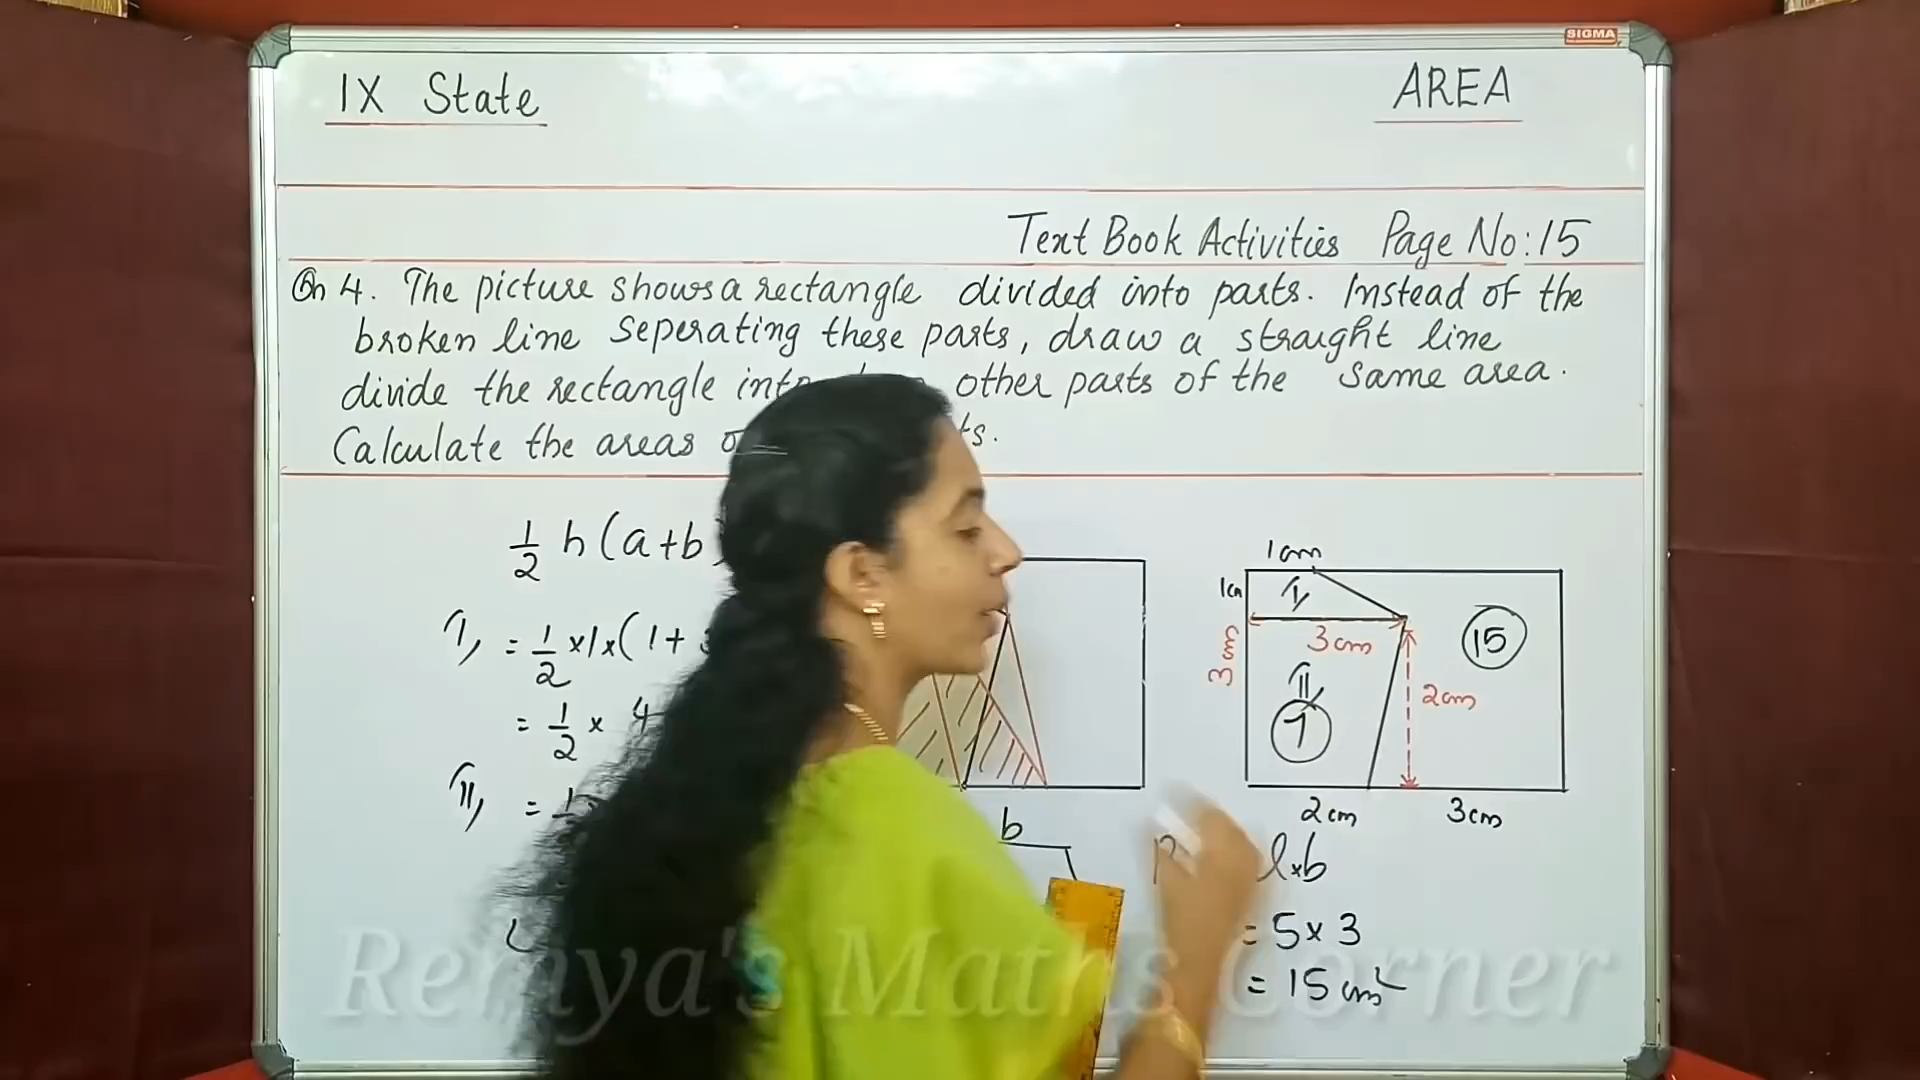 SIGMA
IX State
AREA
Text Book Activities Page No:15
Qn 4. The picture shows a rectangle divided into parts. Instead of the
broken line seperating these parts, draw a straight line
divide the rectangle into other parts of the same area.
Calculate the areas
1/2 h(a+b
I, = 1/2 ×1×(1+
= 1/2 × 4
II, =
b
1cm
1cm
I,
3cm
3cm
II,
7
2cm
15
2cm
3cm
l×b
= 5×3
= 15cm²
Remya's Maths Corner